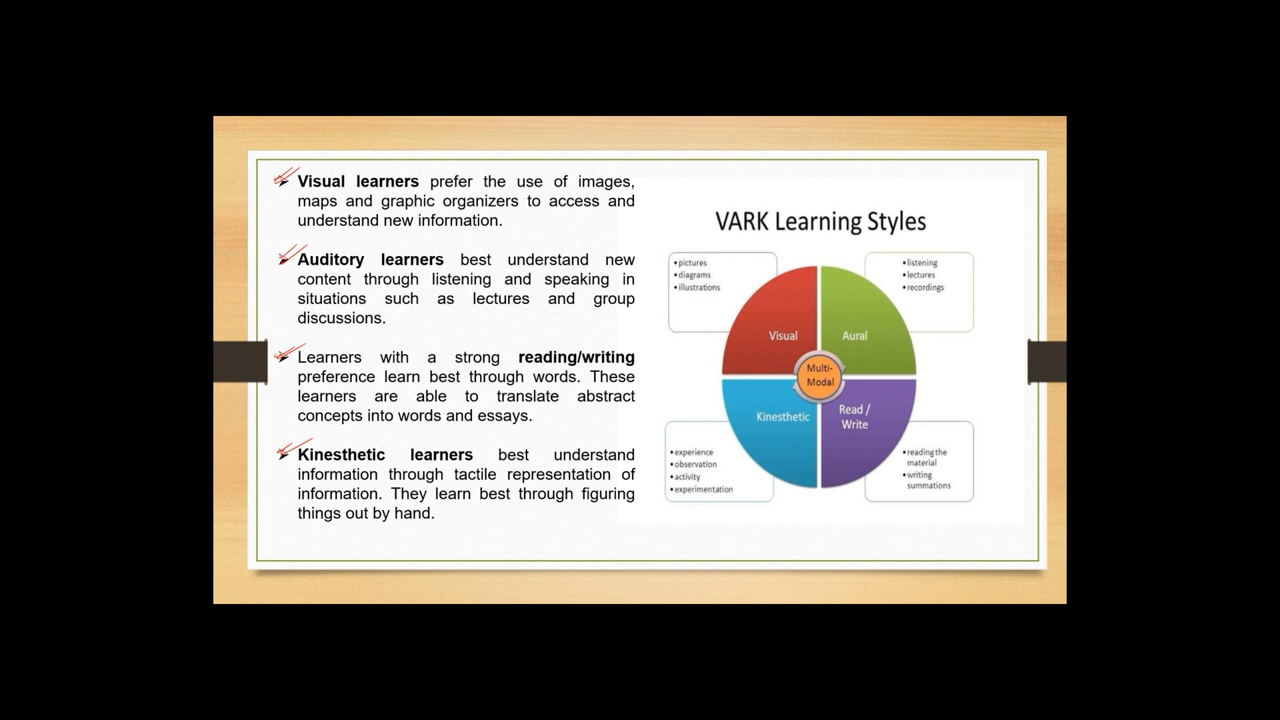 Visual learners prefer the use of images,
maps and graphic organizers to access and
understand new information.
Auditory learners best understand new
content through listening and speaking in
situations such as lectures and group
discussions.
Learners with a strong reading/writing
preference learn best through words. These
learners are able to translate abstract
concepts into words and essays.
Kinesthetic learners best understand
information through tactile representation of
information. They learn best through figuring
things out by hand.
VARK Learning Styles
• pictures
• diagrams
• illustrations
• listening
• lectures
• recordings
Visual
Aural
Multi-
Modal
Kinesthetic
Read /
Write
• experience
• observation
• activity
• experimentation
• reading the
material
• writing
summations